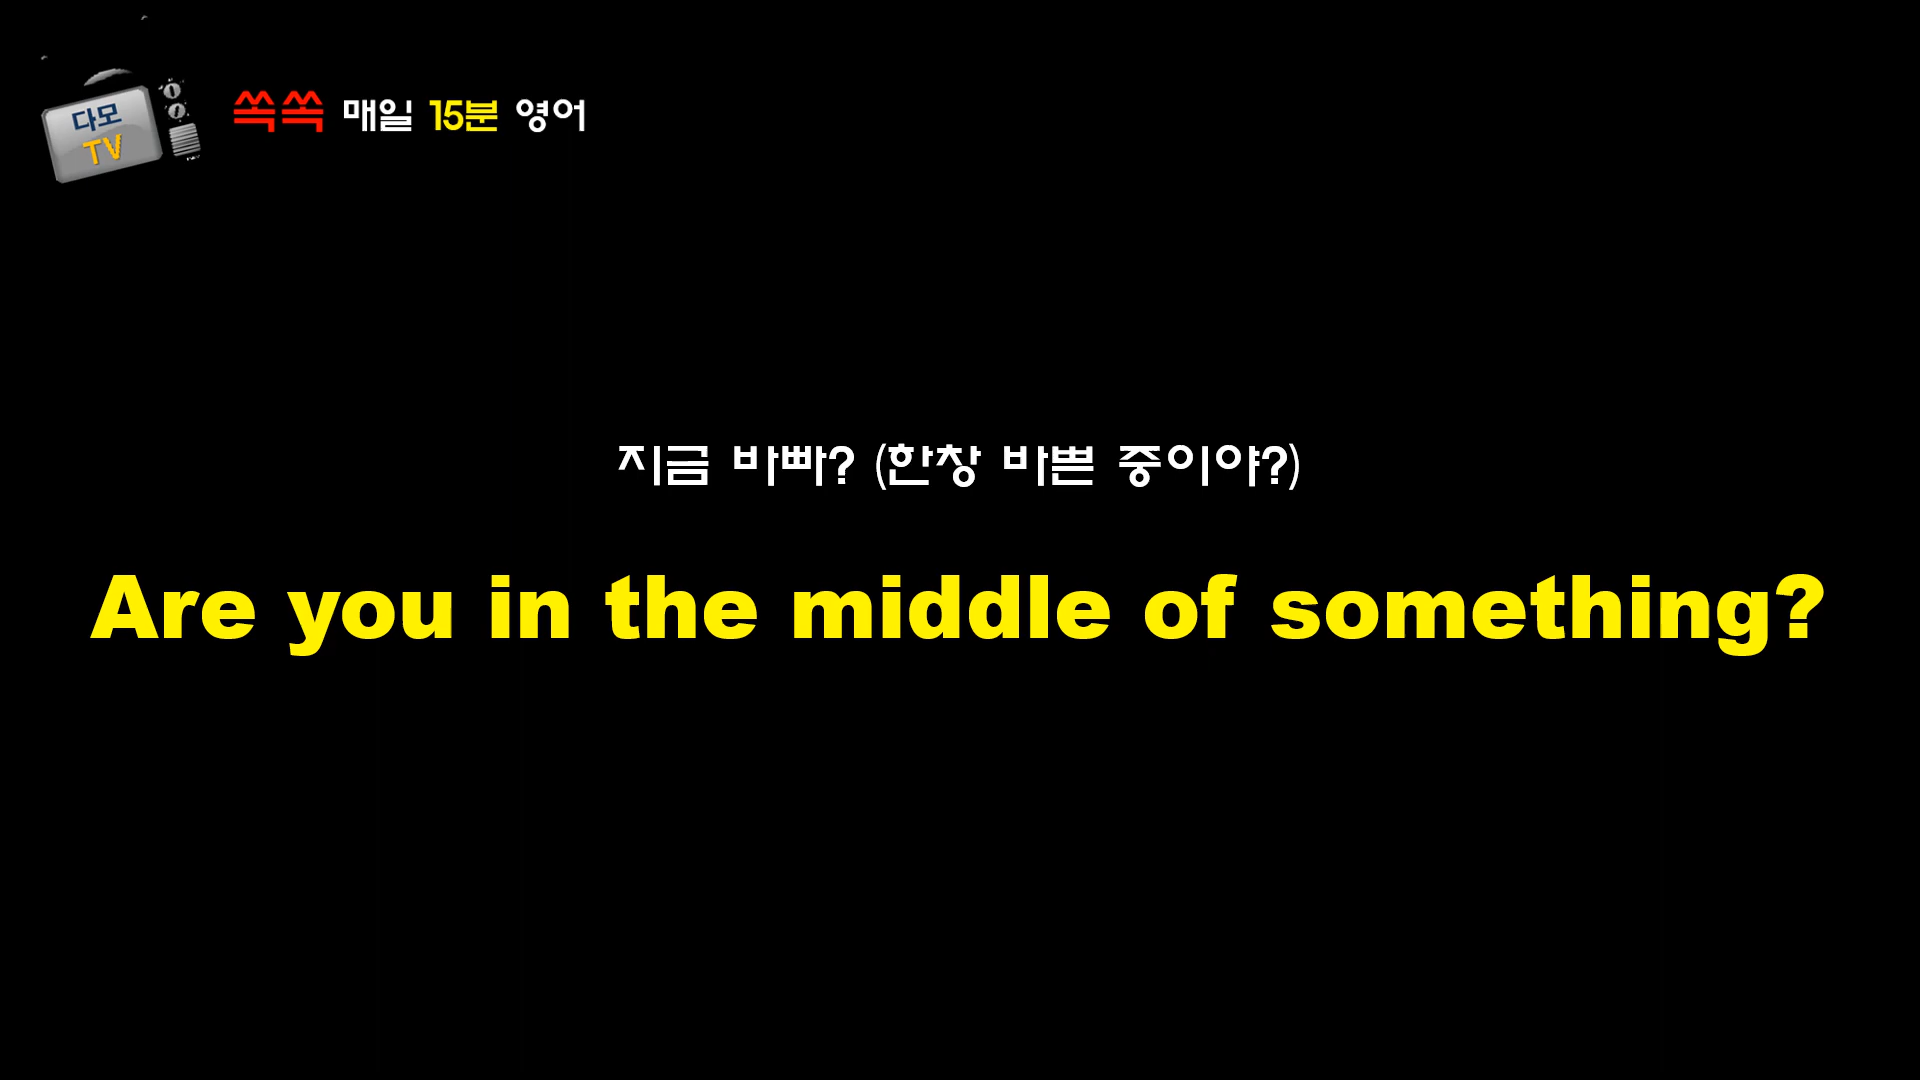 다모
TV
쏙쏙 매일 15분 영어
지금 바빠? (한창 바쁜 중이야?)
Are you in the middle of something?